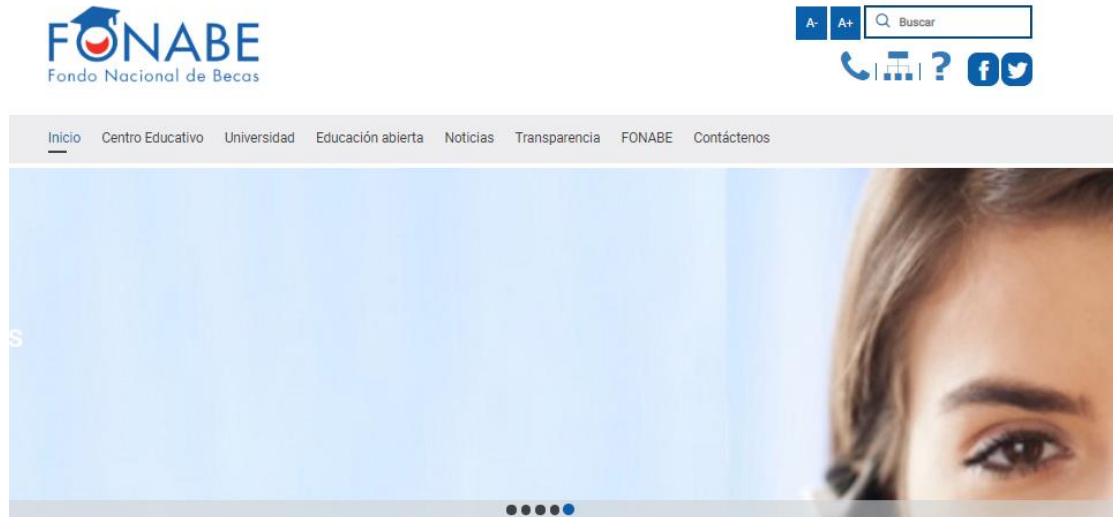 FONABE
Fondo Nacional de Becas
A- A+ Buscar
?
Inicio Centro Educativo Universidad Educación abierta Noticias Transparencia FONABE Contáctenos
s